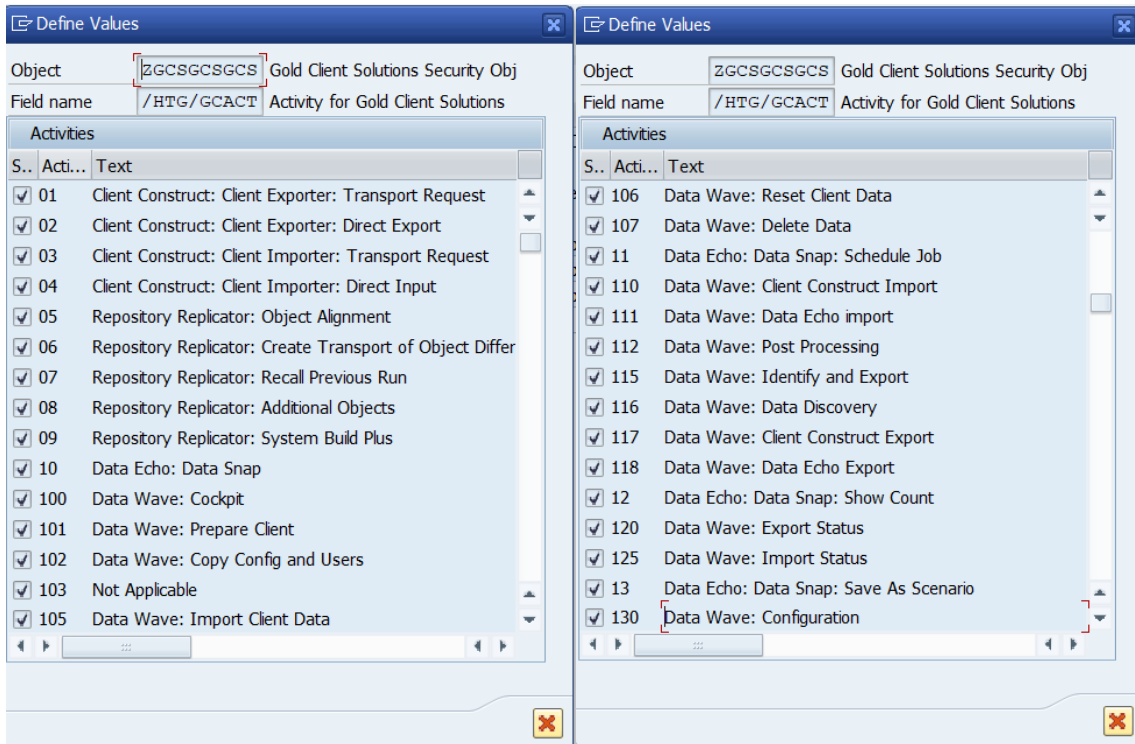 Define Values
Object ZGCSGCSGCS Gold Client Solutions Security Obj
Field name /HTG/GCACT Activity for Gold Client Solutions
Activities
S.. Acti... Text
01 Client Construct: Client Exporter: Transport Request
02 Client Construct: Client Exporter: Direct Export
03 Client Construct: Client Importer: Transport Request
04 Client Construct: Client Importer: Direct Input
05 Repository Replicator: Object Alignment
06 Repository Replicator: Create Transport of Object Differ
07 Repository Replicator: Recall Previous Run
08 Repository Replicator: Additional Objects
09 Repository Replicator: System Build Plus
10 Data Echo: Data Snap
100 Data Wave: Cockpit
101 Data Wave: Prepare Client
102 Data Wave: Copy Config and Users
103 Not Applicable
105 Data Wave: Import Client Data
Define Values
Object ZGCSGCSGCS Gold Client Solutions Security Obj
Field name /HTG/GCACT Activity for Gold Client Solutions
Activities
S.. Acti... Text
106 Data Wave: Reset Client Data
107 Data Wave: Delete Data
11 Data Echo: Data Snap: Schedule Job
110 Data Wave: Client Construct Import
111 Data Wave: Data Echo import
112 Data Wave: Post Processing
115 Data Wave: Identify and Export
116 Data Wave: Data Discovery
117 Data Wave: Client Construct Export
118 Data Wave: Data Echo Export
12 Data Echo: Data Snap: Show Count
120 Data Wave: Export Status
125 Data Wave: Import Status
13 Data Echo: Data Snap: Save As Scenario
130 Data Wave: Configuration